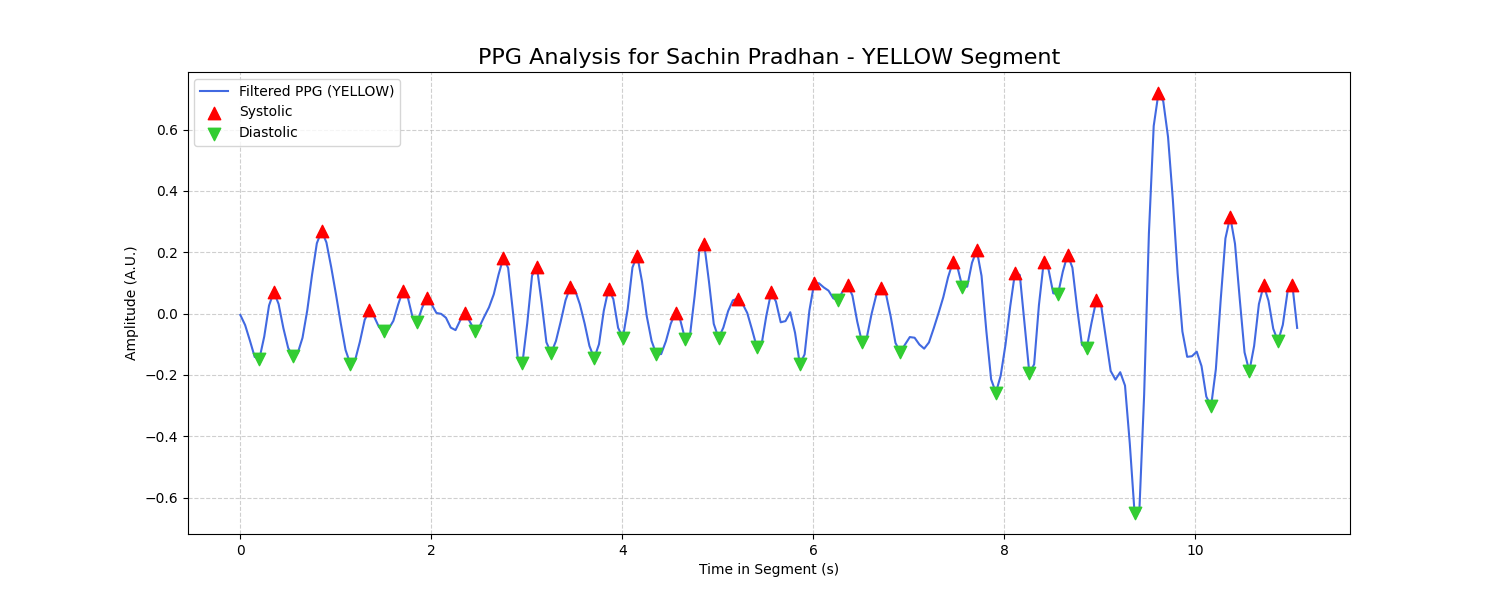 PPG Analysis for Sachin Pradhan - YELLOW Segment
Filtered PPG (YELLOW)
Systolic
Diastolic
Amplitude (A.U.)
0.6
0.4
0.2
0.0
−0.2
−0.4
−0.6
0 2 4 6 8 10
Time in Segment (s)